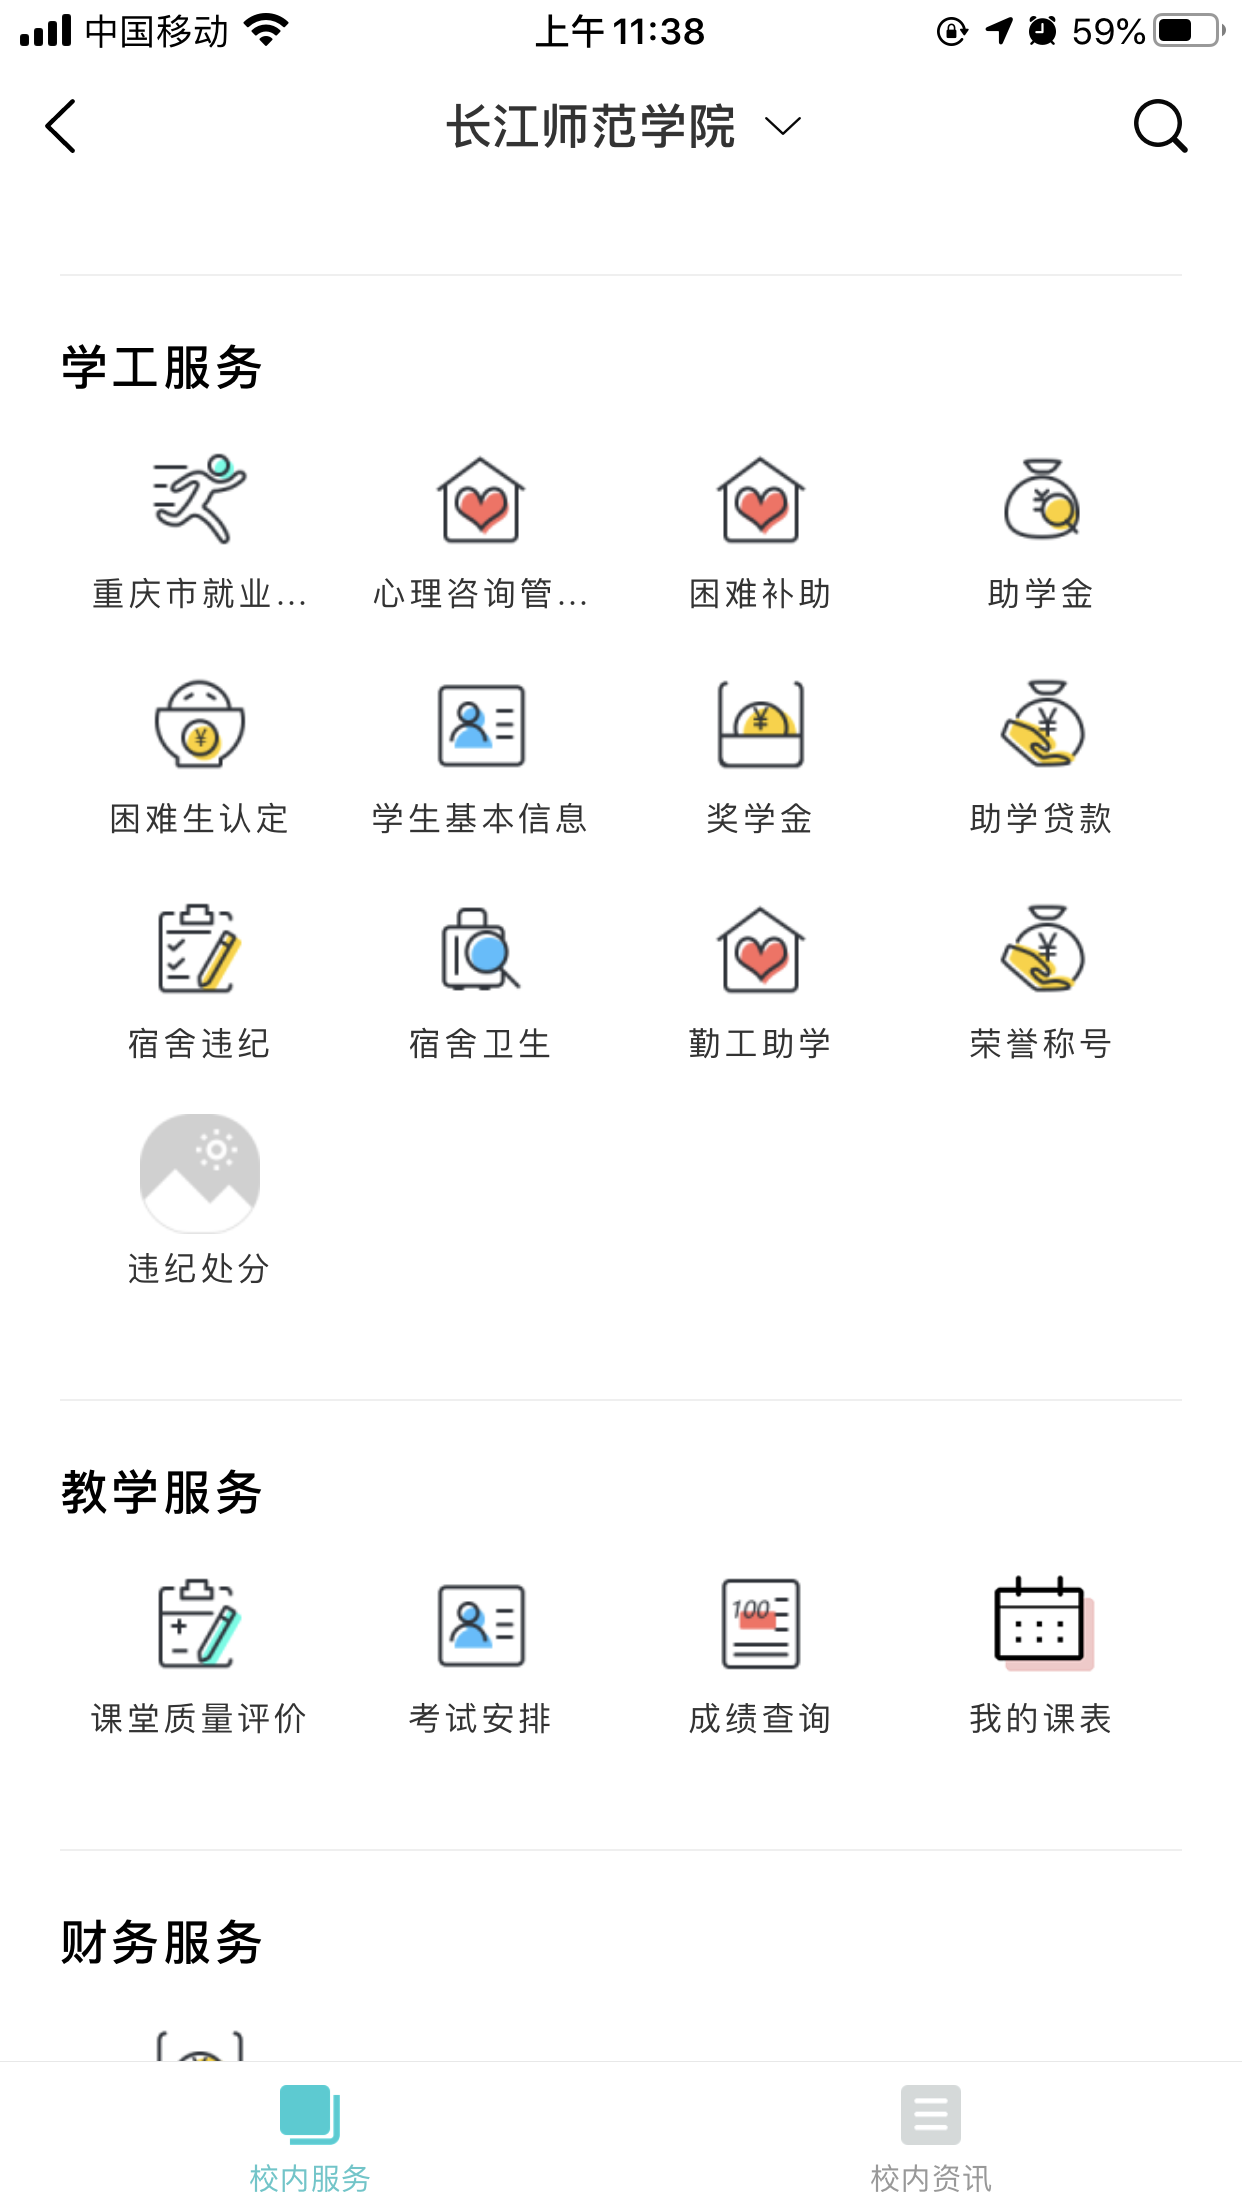 中国移动 上午 11:38 59%
长江师范学院
学工服务
重庆市就业... 心理咨询管... 困难补助 助学金
困难生认定 学生基本信息 奖学金 助学贷款
宿舍违纪 宿舍卫生 勤工助学 荣誉称号
违纪处分
教学服务
100
课堂质量评价 考试安排 成绩查询 我的课表
财务服务
校内服务 校内资讯